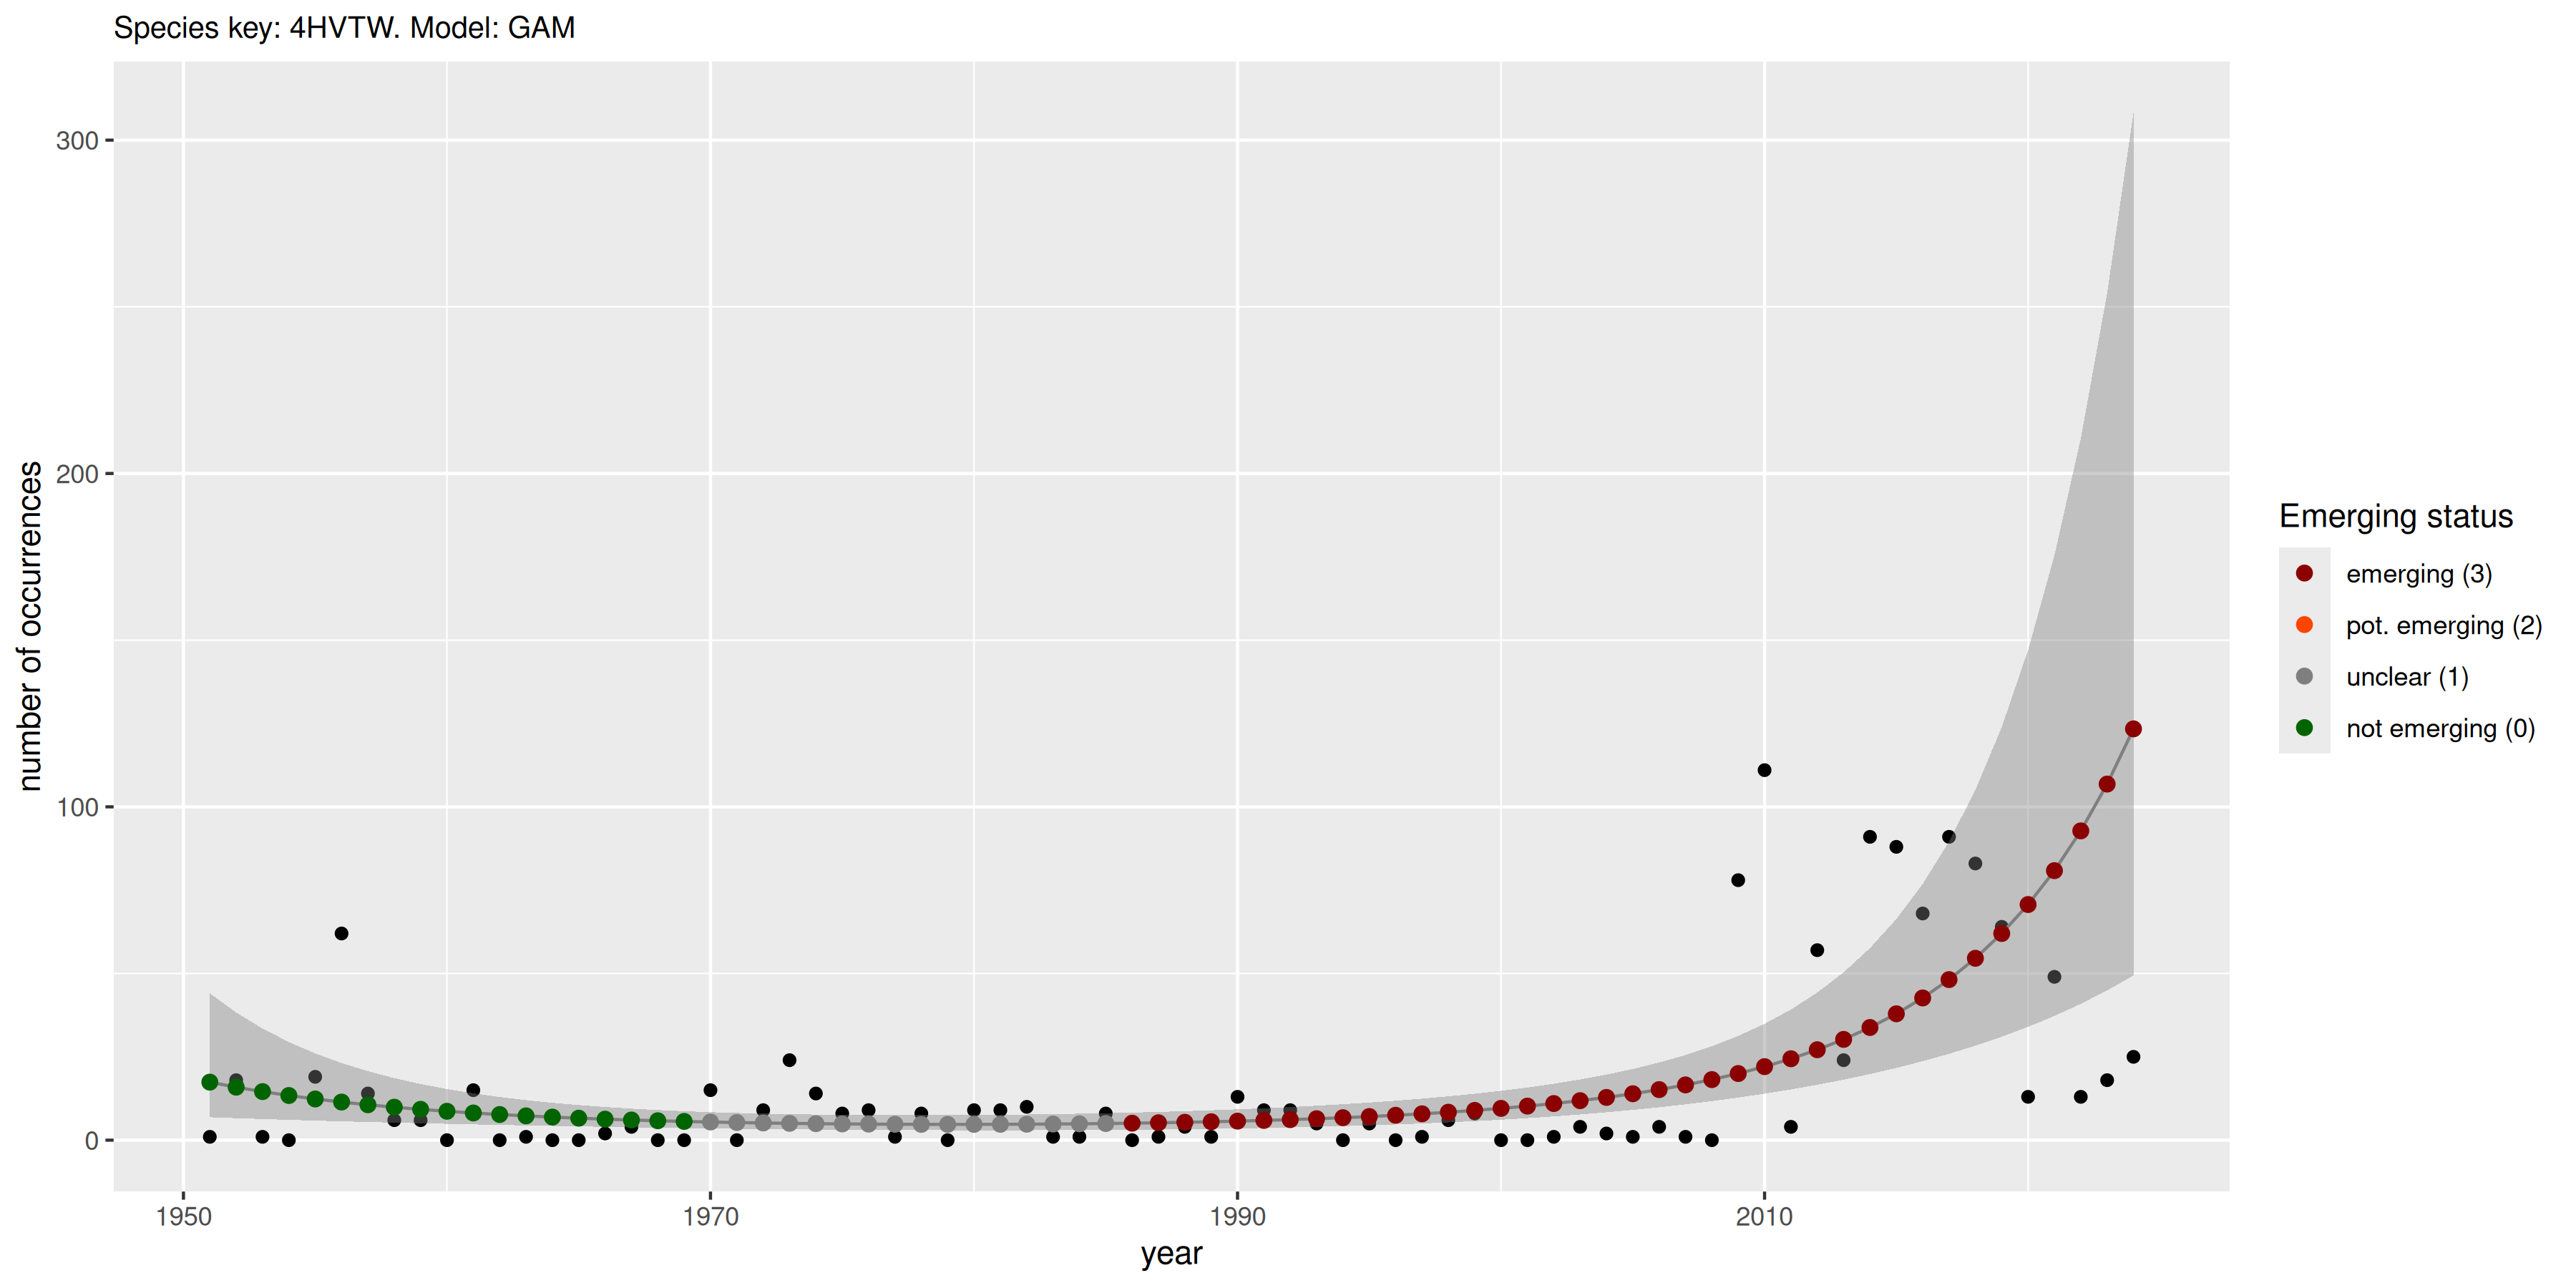 Species key: 4HVTW. Model: GAM
300
200
100
0
number of occurrences
1950
1970
1990
2010
year
Emerging status
emerging (3)
pot. emerging (2)
unclear (1)
not emerging (0)